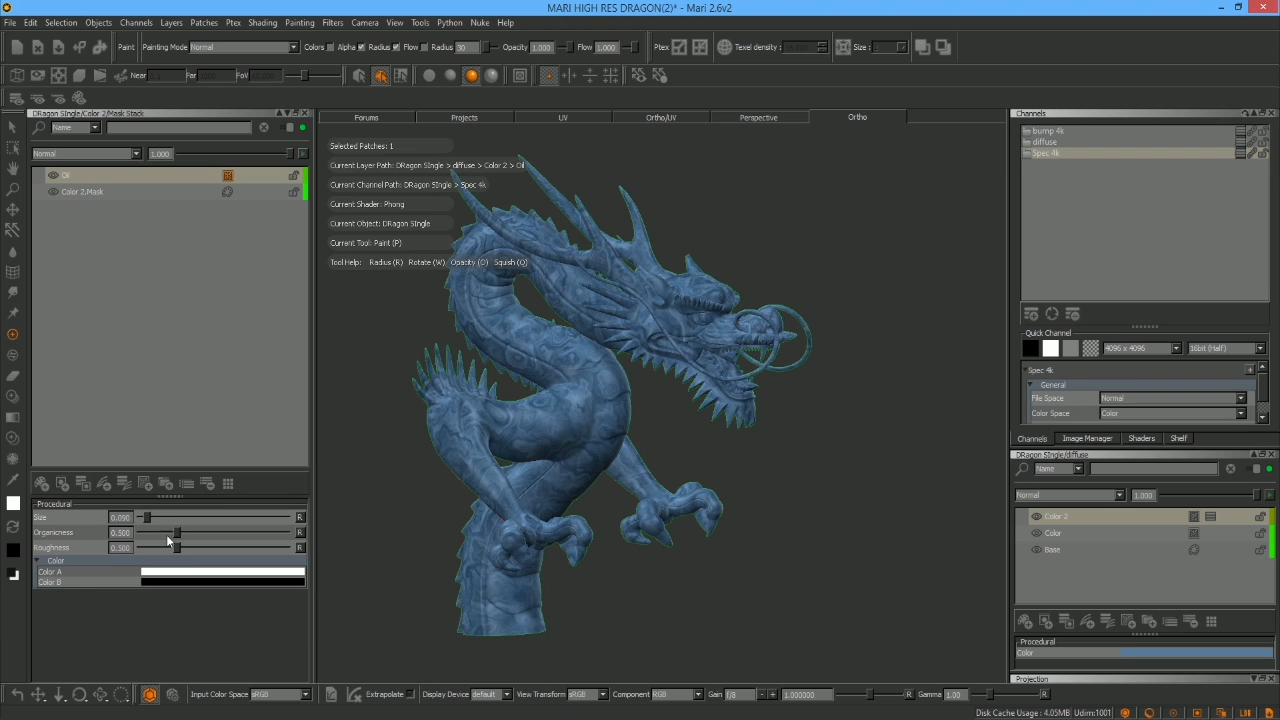 MARI HIGH RES DRAGON(2)* - Mari 2.6v2
File Edit Selection Objects Channels Layers Patches Ptex Shading Painting Filters Camera View Tools Python Nuke Help
Paint Painting Mode Normal Colors Alpha Radius Flow Radius 30 Opacity 1.000 Flow 1.000 Ptex Texel density : Size :
Near Far FoV
DRagon SIngle/Color 2/Mask Stack
Name
Normal 1.000
Oil
Color 2,Mask
Procedural
Size 0.090 R
Organicness 0.500 R
Roughness 0.500 R
Color
Color A
Color B
Forums Projects UV Ortho/UV Perspective Ortho
Selected Patches: 1
Current Layer Path: DRagon SIngle > diffuse > Color 2 > Oil
Current Channel Path: DRagon SIngle > Spec 4k
Current Shader: Phong
Current Object: DRagon SIngle
Current Tool: Paint (P)
Tool Help: Radius (R) Rotate (W) Opacity (O) Squish (Q)
Channels
bump 4k
diffuse
Spec 4k
Quick Channel
4096 x 4096 16bit (Half)
Spec 4k
General
File Space Normal
Color Space Color
Channels Image Manager Shaders Shelf
DRagon SIngle/diffuse
Name
Normal 1.000
Color 2
Color
Base
Procedural
Color
Projection
Input Color Space sRGB Extrapolate Display Device default View Transform sRGB Component RGB Gain f/8 - + 1.000000 R Gamma 1.00 R
Disk Cache Usage : 4.05MB Udim:1001